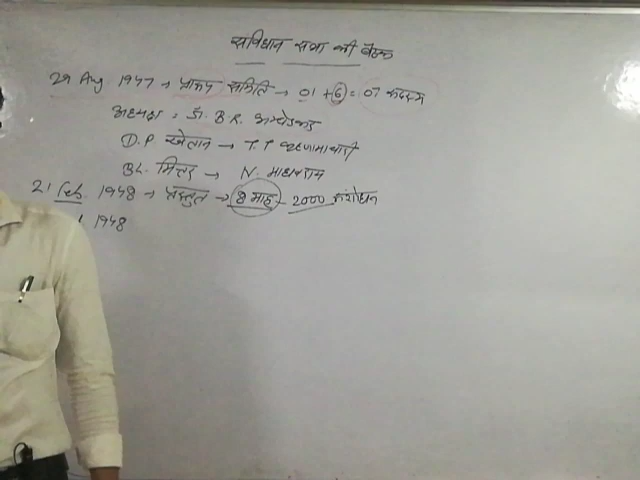 संविधान सभा की बैठक
29 Aug 1947 → प्रारूप समिति → 01 + 6 = 07 सदस्य
अध्यक्ष = डॉ. B.R. अम्बेडकर
D.P. खेतान → T.T कृष्णामाचारी
BL. मित्तर → N. माधवराव
21 Feb. 1948 → प्रस्तुत → 8 माह - 2000 संशोधन
1948